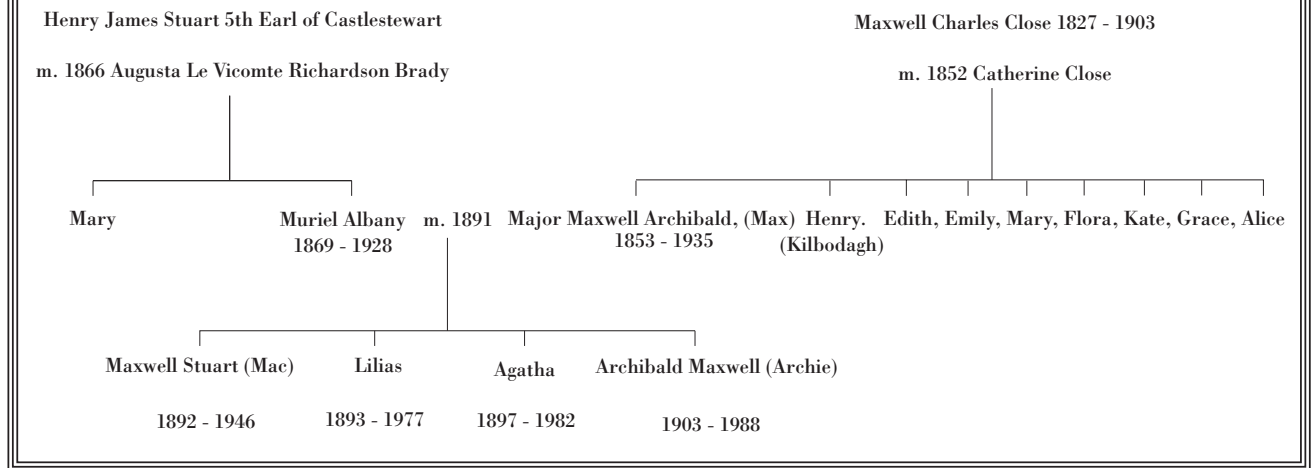 Henry James Stuart 5th Earl of Castlestewart
m. 1866 Augusta Le Vicomte Richardson Brady
Maxwell Charles Close 1827 - 1903
m. 1852 Catherine Close
Mary
Muriel Albany m. 1891 Major Maxwell Archibald, (Max) Henry. Edith, Emily, Mary, Flora, Kate, Grace, Alice
1869 - 1928
1853 - 1935
(Kilbodagh)
Maxwell Stuart (Mac)
1892 - 1946
Lilias
1893 - 1977
Agatha
1897 - 1982
Archibald Maxwell (Archie)
1903 - 1988